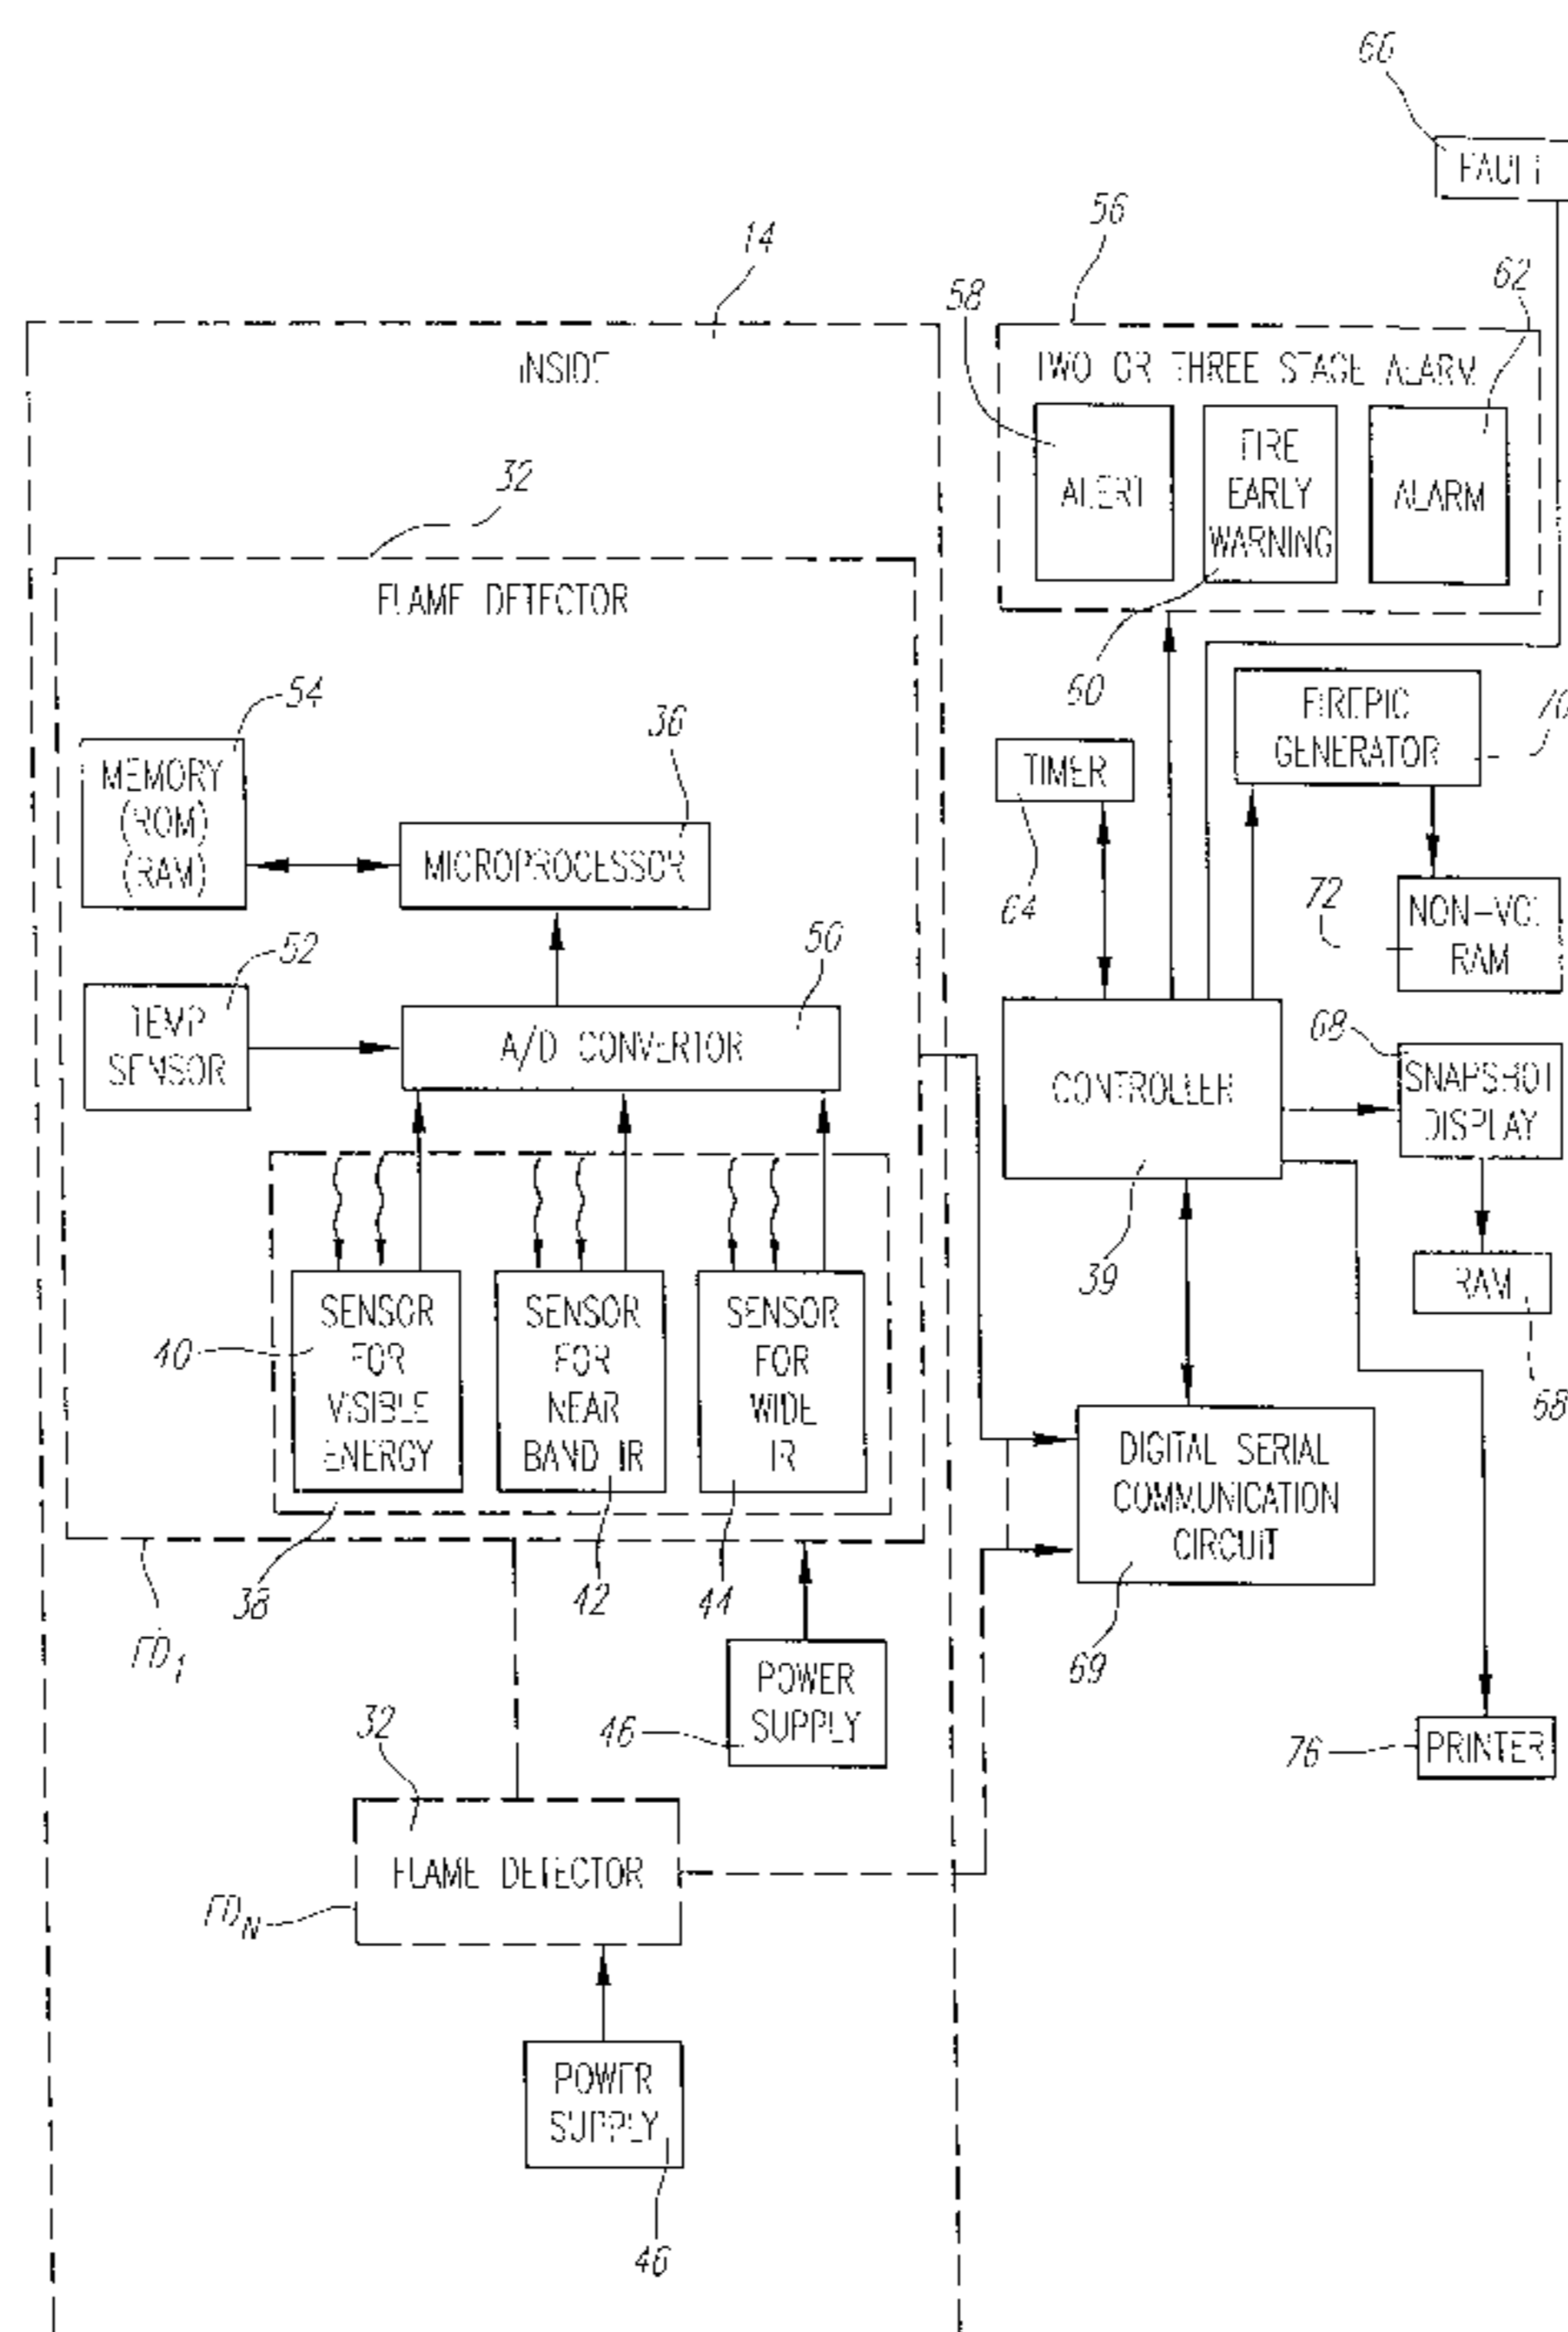 66
FAULT
14
56
58
62
INSIDE
TWO OR THREE STAGE ALARM
ALERT
FIRE
EARLY
WARNING
ALARM
32
FLAME DETECTOR
60
54
36
TIMER
64
FIREPIC
GENERATOR
70
MEMORY
(ROM)
(RAM)
MICROPROCESSOR
72
NON-VOL
RAM
52
50
TEMP
SENSOR
A/D CONVERTOR
CONTROLLER
39
68
SNAPSHOT
DISPLAY
RAM
68
40
SENSOR
FOR
VISIBLE
ENERGY
SENSOR
FOR
NEAR
BAND IR
SENSOR
FOR
WIDE
IR
38
42
44
FD1
DIGITAL SERIAL
COMMUNICATION
CIRCUIT
69
POWER
SUPPLY
46
76
PRINTER
32
FLAME DETECTOR
FDN
POWER
SUPPLY
46